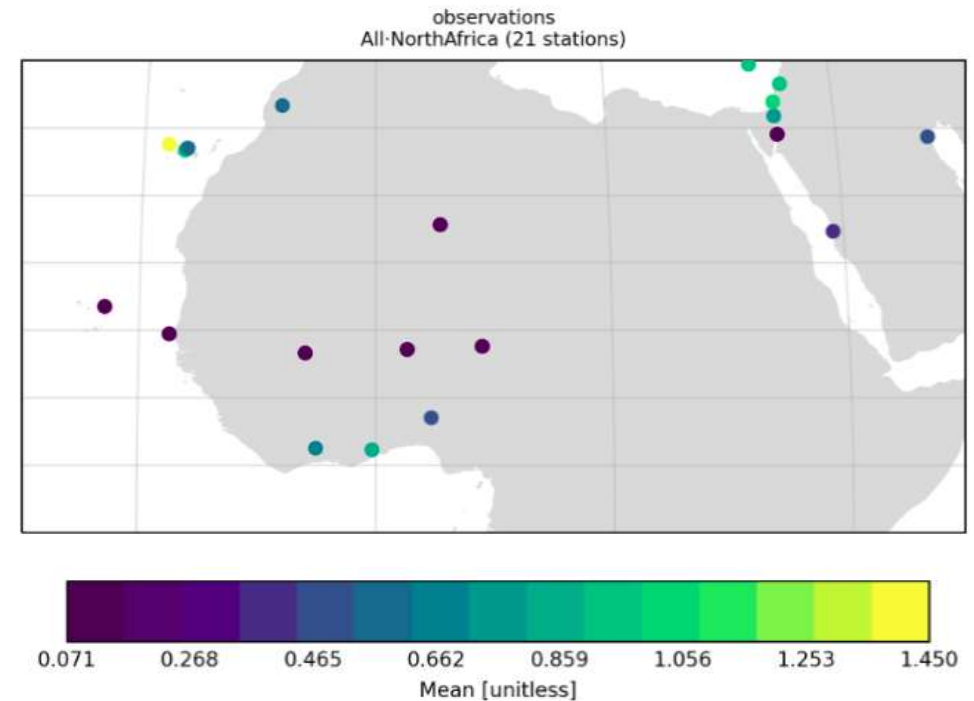 observations
All·NorthAfrica (21 stations)
0.071 0.268 0.465 0.662 0.859 1.056 1.253 1.450
Mean [unitless]